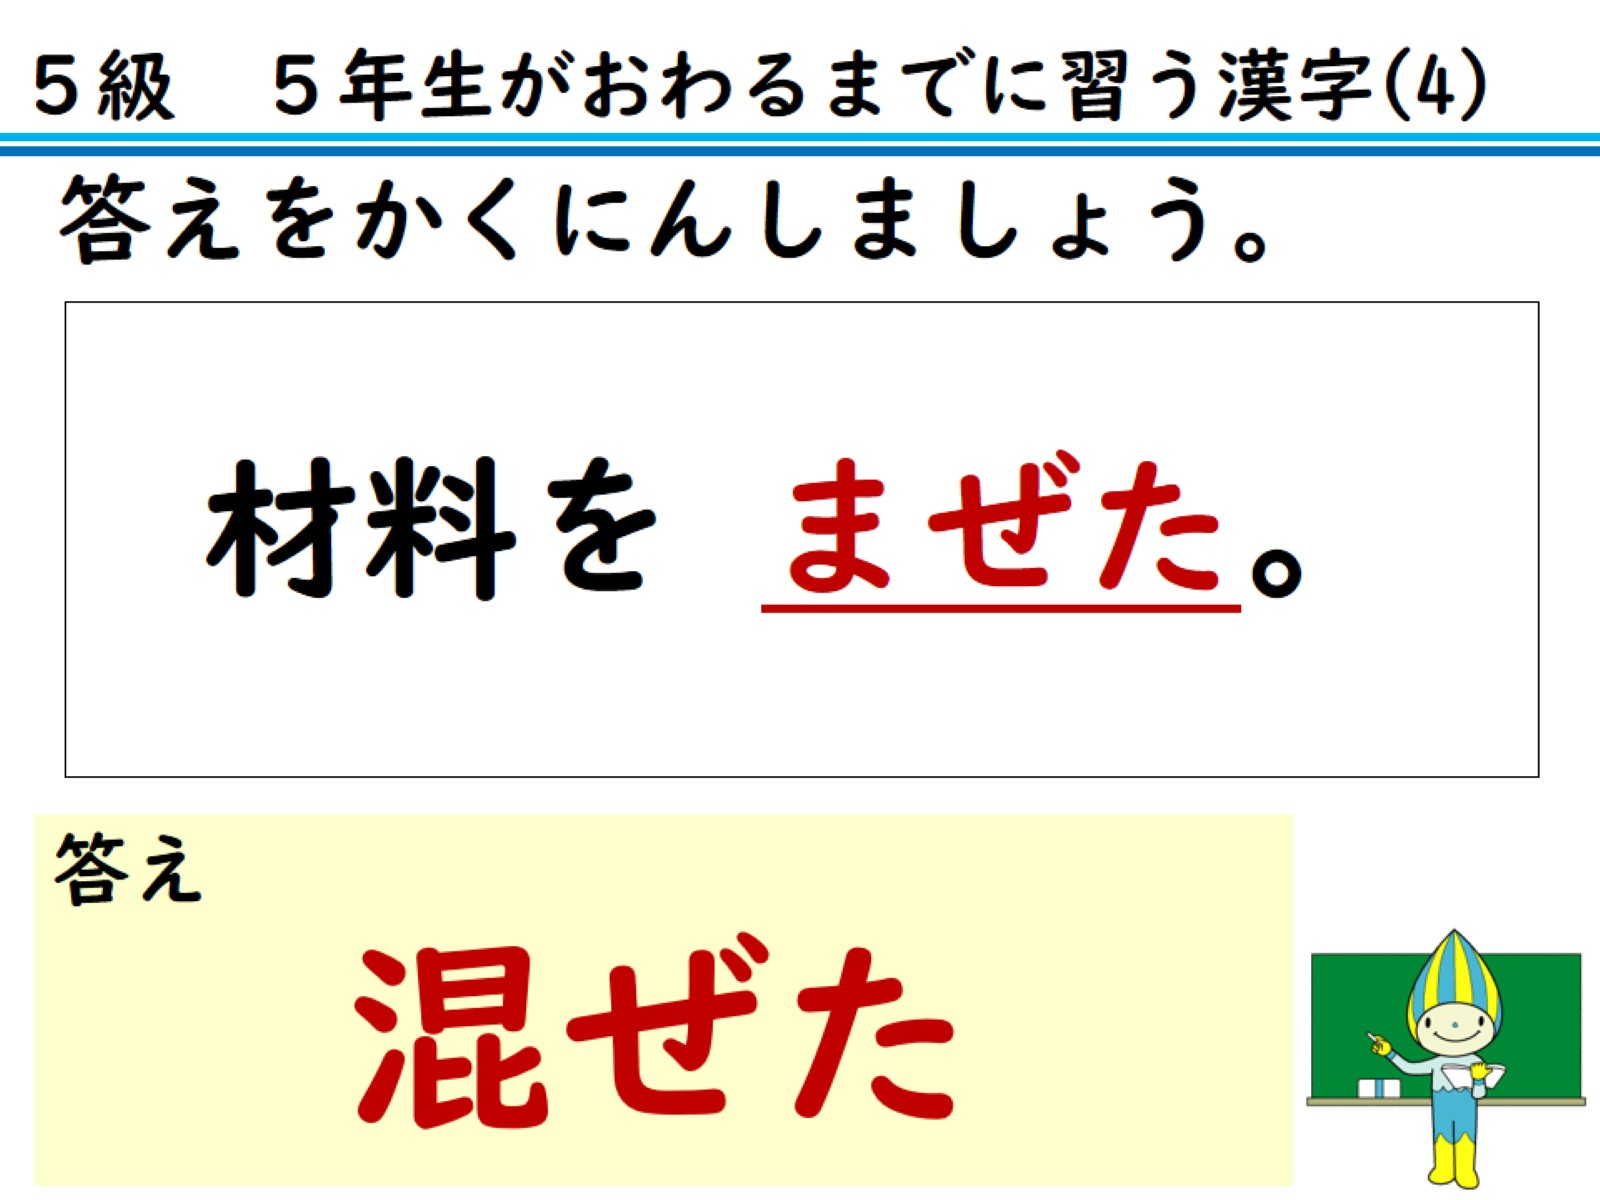 ５級　５年生がおわるまでに習う漢字(4)
答えをかくにんしましょう。
材料を　まぜた。
答え
混ぜた